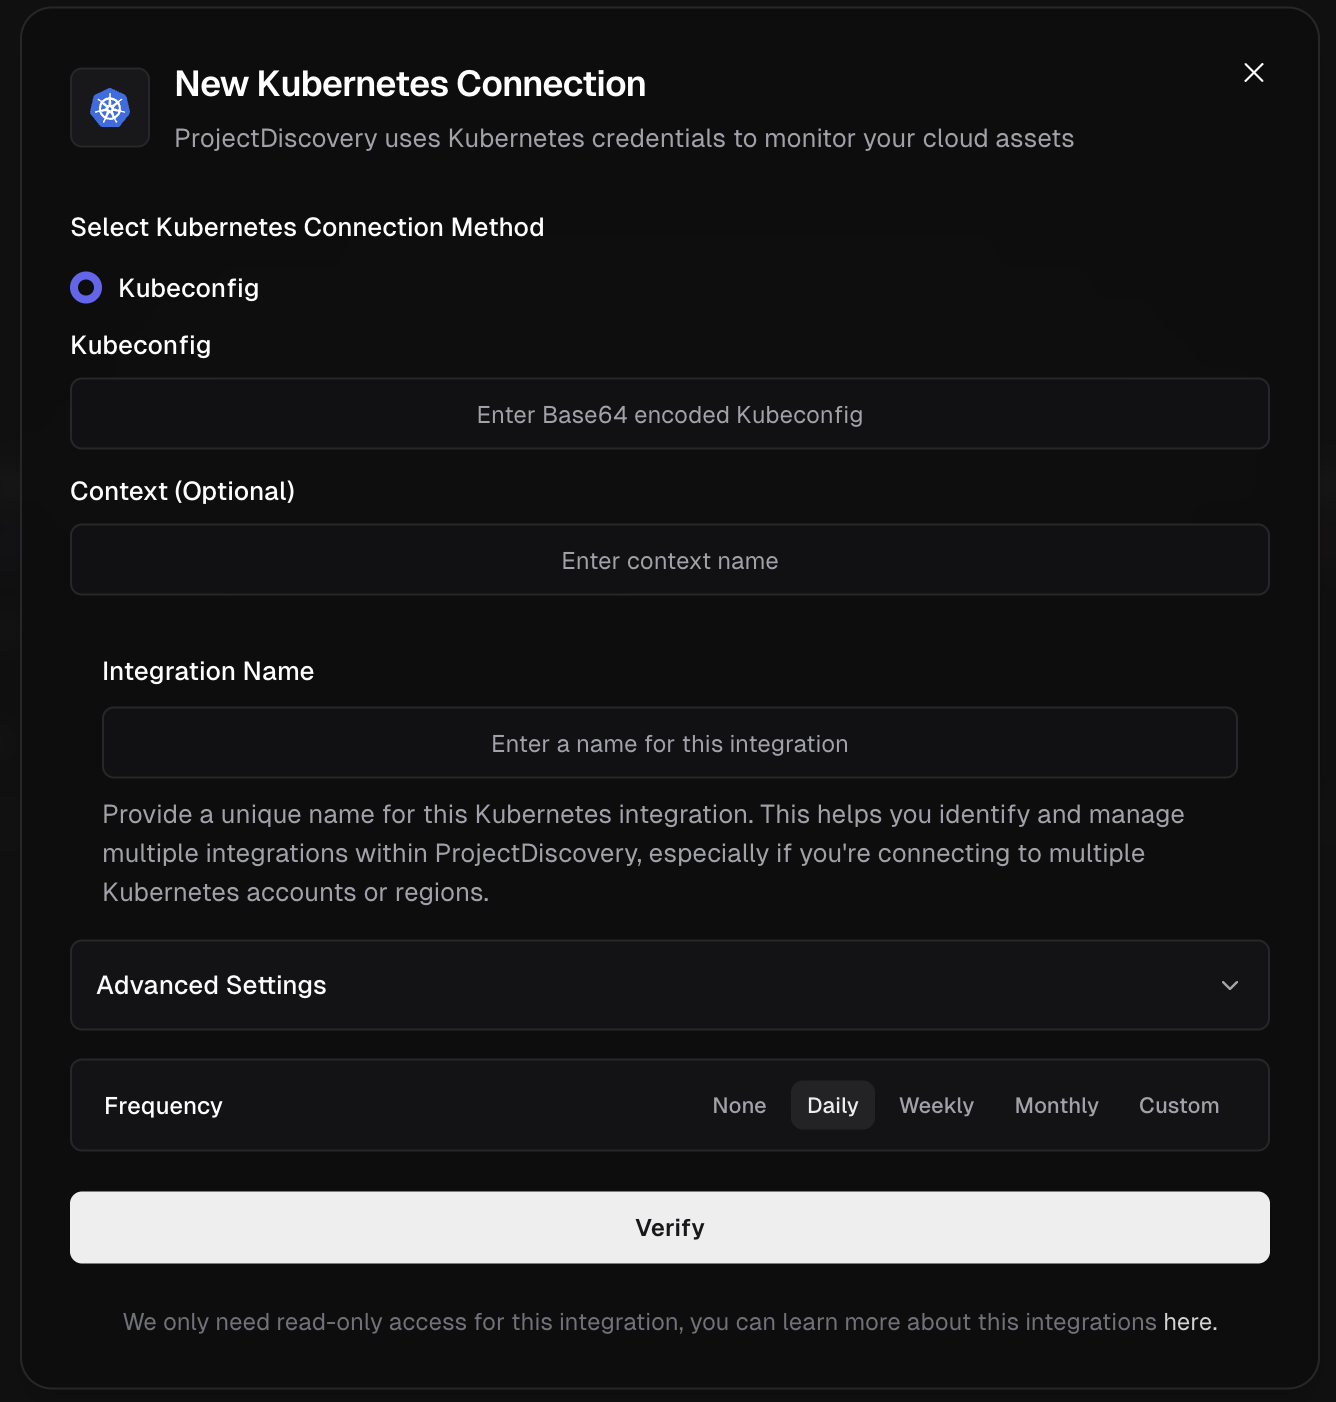 New Kubernetes Connection
ProjectDiscovery uses Kubernetes credentials to monitor your cloud assets
Select Kubernetes Connection Method
Kubeconfig
Kubeconfig
Enter Base64 encoded Kubeconfig
Context (Optional)
Enter context name
Integration Name
Enter a name for this integration
Provide a unique name for this Kubernetes integration. This helps you identify and manage
multiple integrations within ProjectDiscovery, especially if you're connecting to multiple
Kubernetes accounts or regions.
Advanced Settings
Frequency None Daily Weekly Monthly Custom
Verify
We only need read-only access for this integration, you can learn more about this integrations here.